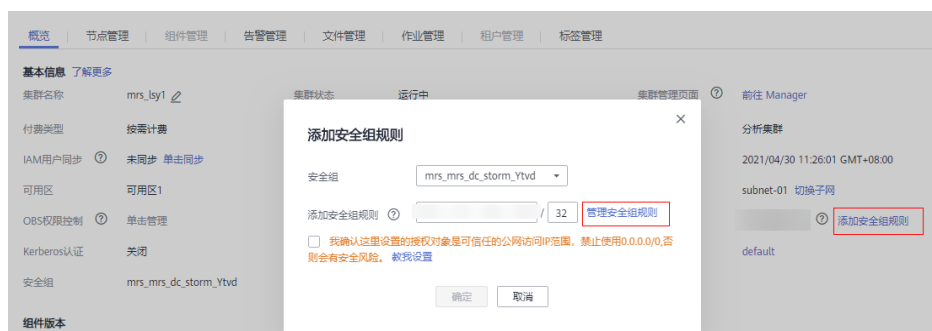 概览 节点管理 组件管理 告警管理 文件管理 作业管理 租户管理 标签管理
基本信息 了解更多
集群名称 mrs_lsy1 集群状态 运行中 集群管理页面 ? 前往 Manager
付费类型 按需计费 分析集群
添加安全组规则
IAM用户同步 ? 未同步 单击同步 2021/04/30 11:26:01 GMT+08:00
安全组 mrs_mrs_dc_storm_Ytvd
可用区 可用区1 subnet-01 切换子网
添加安全组规则 ? / 32 管理安全组规则
OBS权限控制 ? 单击管理 ? 添加安全组规则
我确认这里设置的授权对象是可信任的公网访问IP范围，禁止使用0.0.0.0/0,否
则会有安全风险。 教我设置
Kerberos认证 关闭 default
安全组 mrs_mrs_dc_storm_Ytvd
确定 取消
组件版本